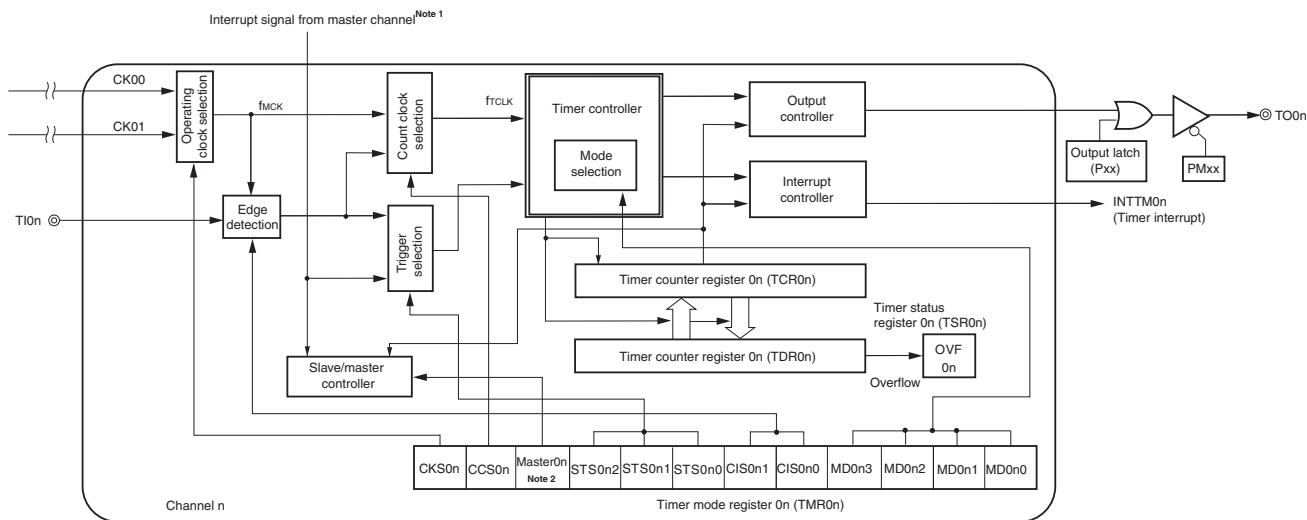 Interrupt signal from master channel Note 1
CK00
CK01
Operating
clock selection
fMCK
Count clock
selection
fTCLK
Timer controller
Mode
selection
Output
controller
TO0n
Output latch
(Pxx)
PMxx
Interrupt
controller
INTTM0n
(Timer interrupt)
TI0n
Edge
detection
Trigger
selection
Timer counter register 0n (TCR0n)
Timer status
register 0n (TSR0n)
Slave/master
controller
Timer counter register 0n (TDR0n)
OVF
0n
Overflow
CKS0n
CCS0n
Master0n
Note 2
STS0n2
STS0n1
STS0n0
CIS0n1
CIS0n0
MD0n3
MD0n2
MD0n1
MD0n0
Channel n
Timer mode register 0n (TMR0n)